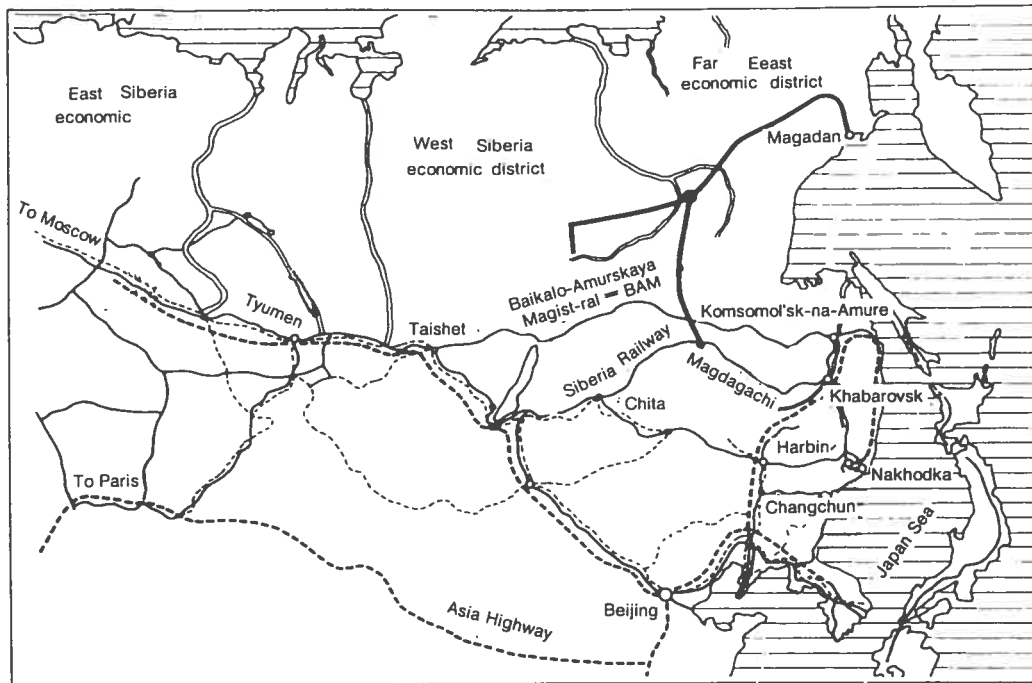 East Siberia
economic
West Siberia
economic district
Far Eeast
economic district
Magadan
To Moscow
Tyumen
Taishet
Baikalo-Amurskaya
Magist-ral = BAM
Komsomol'sk-na-Amure
Siberia Railway
Magdagachi
Chita
Khabarovsk
Harbin
Nakhodka
To Paris
Changchun
Japan Sea
Beijing
Asia Highway